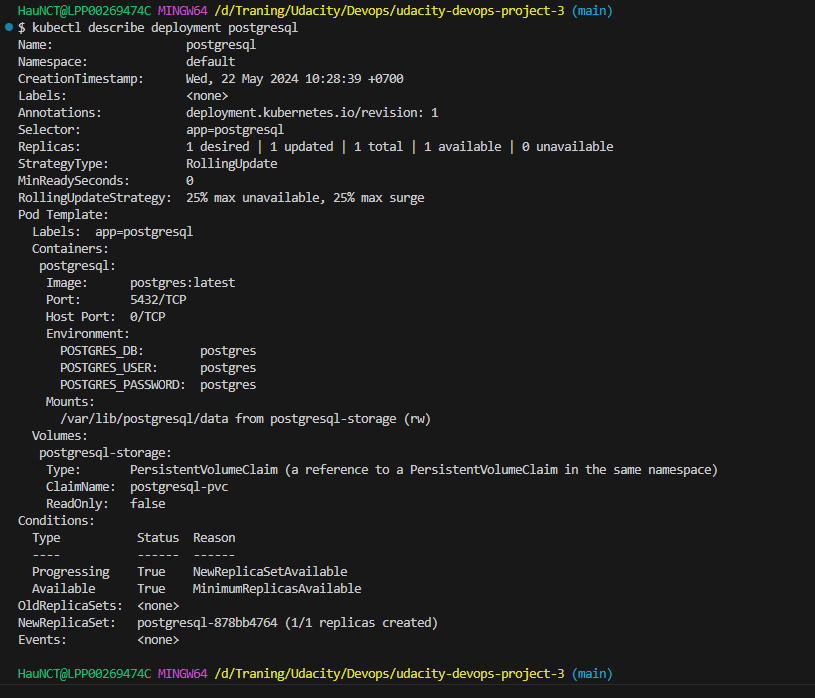 HauNCT@LPP00269474C MINGW64 /d/Traning/Udacity/Devops/udacity-devops-project-3 (main)
$ kubectl describe deployment postgresql
Name:                   postgresql
Namespace:              default
CreationTimestamp:      Wed, 22 May 2024 10:28:39 +0700
Labels:                 <none>
Annotations:            deployment.kubernetes.io/revision: 1
Selector:               app=postgresql
Replicas:               1 desired | 1 updated | 1 total | 1 available | 0 unavailable
StrategyType:           RollingUpdate
MinReadySeconds:        0
RollingUpdateStrategy:  25% max unavailable, 25% max surge
Pod Template:
  Labels:  app=postgresql
  Containers:
   postgresql:
    Image:      postgres:latest
    Port:       5432/TCP
    Host Port:  0/TCP
    Environment:
      POSTGRES_DB:        postgres
      POSTGRES_USER:      postgres
      POSTGRES_PASSWORD:  postgres
    Mounts:
      /var/lib/postgresql/data from postgresql-storage (rw)
  Volumes:
   postgresql-storage:
    Type:       PersistentVolumeClaim (a reference to a PersistentVolumeClaim in the same namespace)
    ClaimName:  postgresql-pvc
    ReadOnly:   false
Conditions:
  Type           Status  Reason
  ----           ------  ------
  Progressing    True    NewReplicaSetAvailable
  Available      True    MinimumReplicasAvailable
OldReplicaSets:  <none>
NewReplicaSet:   postgresql-878bb4764 (1/1 replicas created)
Events:          <none>
HauNCT@LPP00269474C MINGW64 /d/Traning/Udacity/Devops/udacity-devops-project-3 (main)